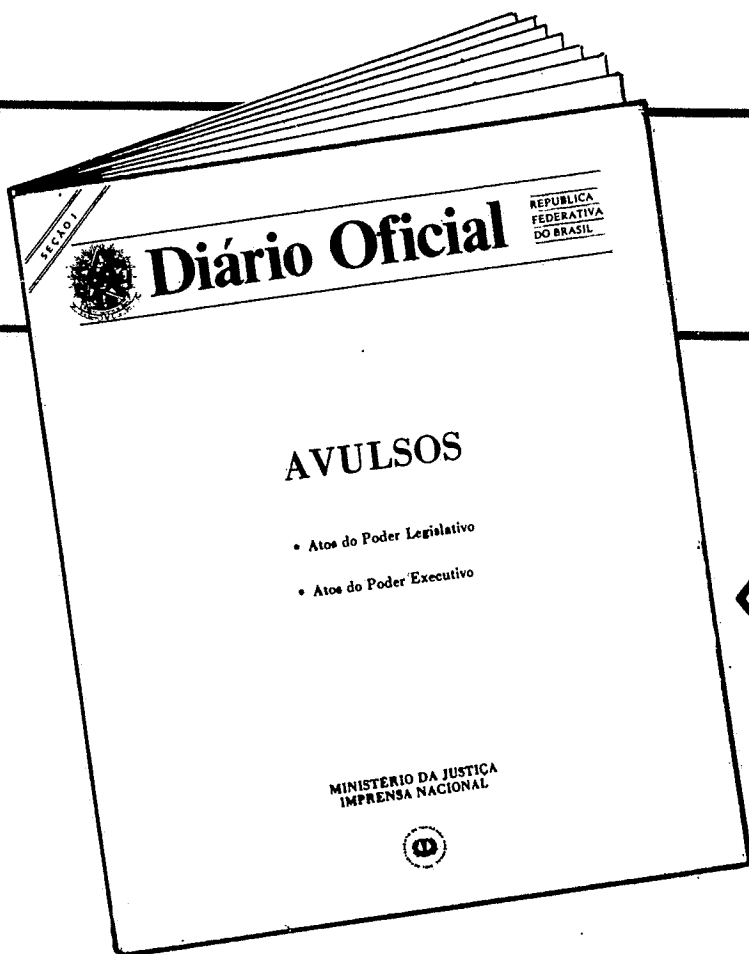 SEÇÃO I
Diário Oficial
REPUBLICA
FEDERATIVA
DO BRASIL
AVULSOS
• Atos do Poder Legislativo
• Atos do Poder Executivo
MINISTÉRIO DA JUSTIÇA
IMPRENSA NACIONAL